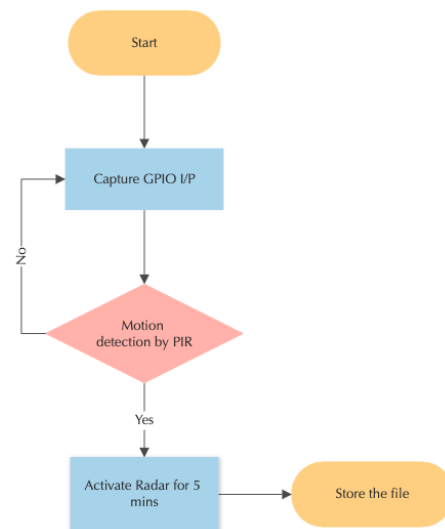 Start
Capture GPIO I/P
No
Motion
detection by PIR
Yes
Activate Radar for 5
mins
Store the file